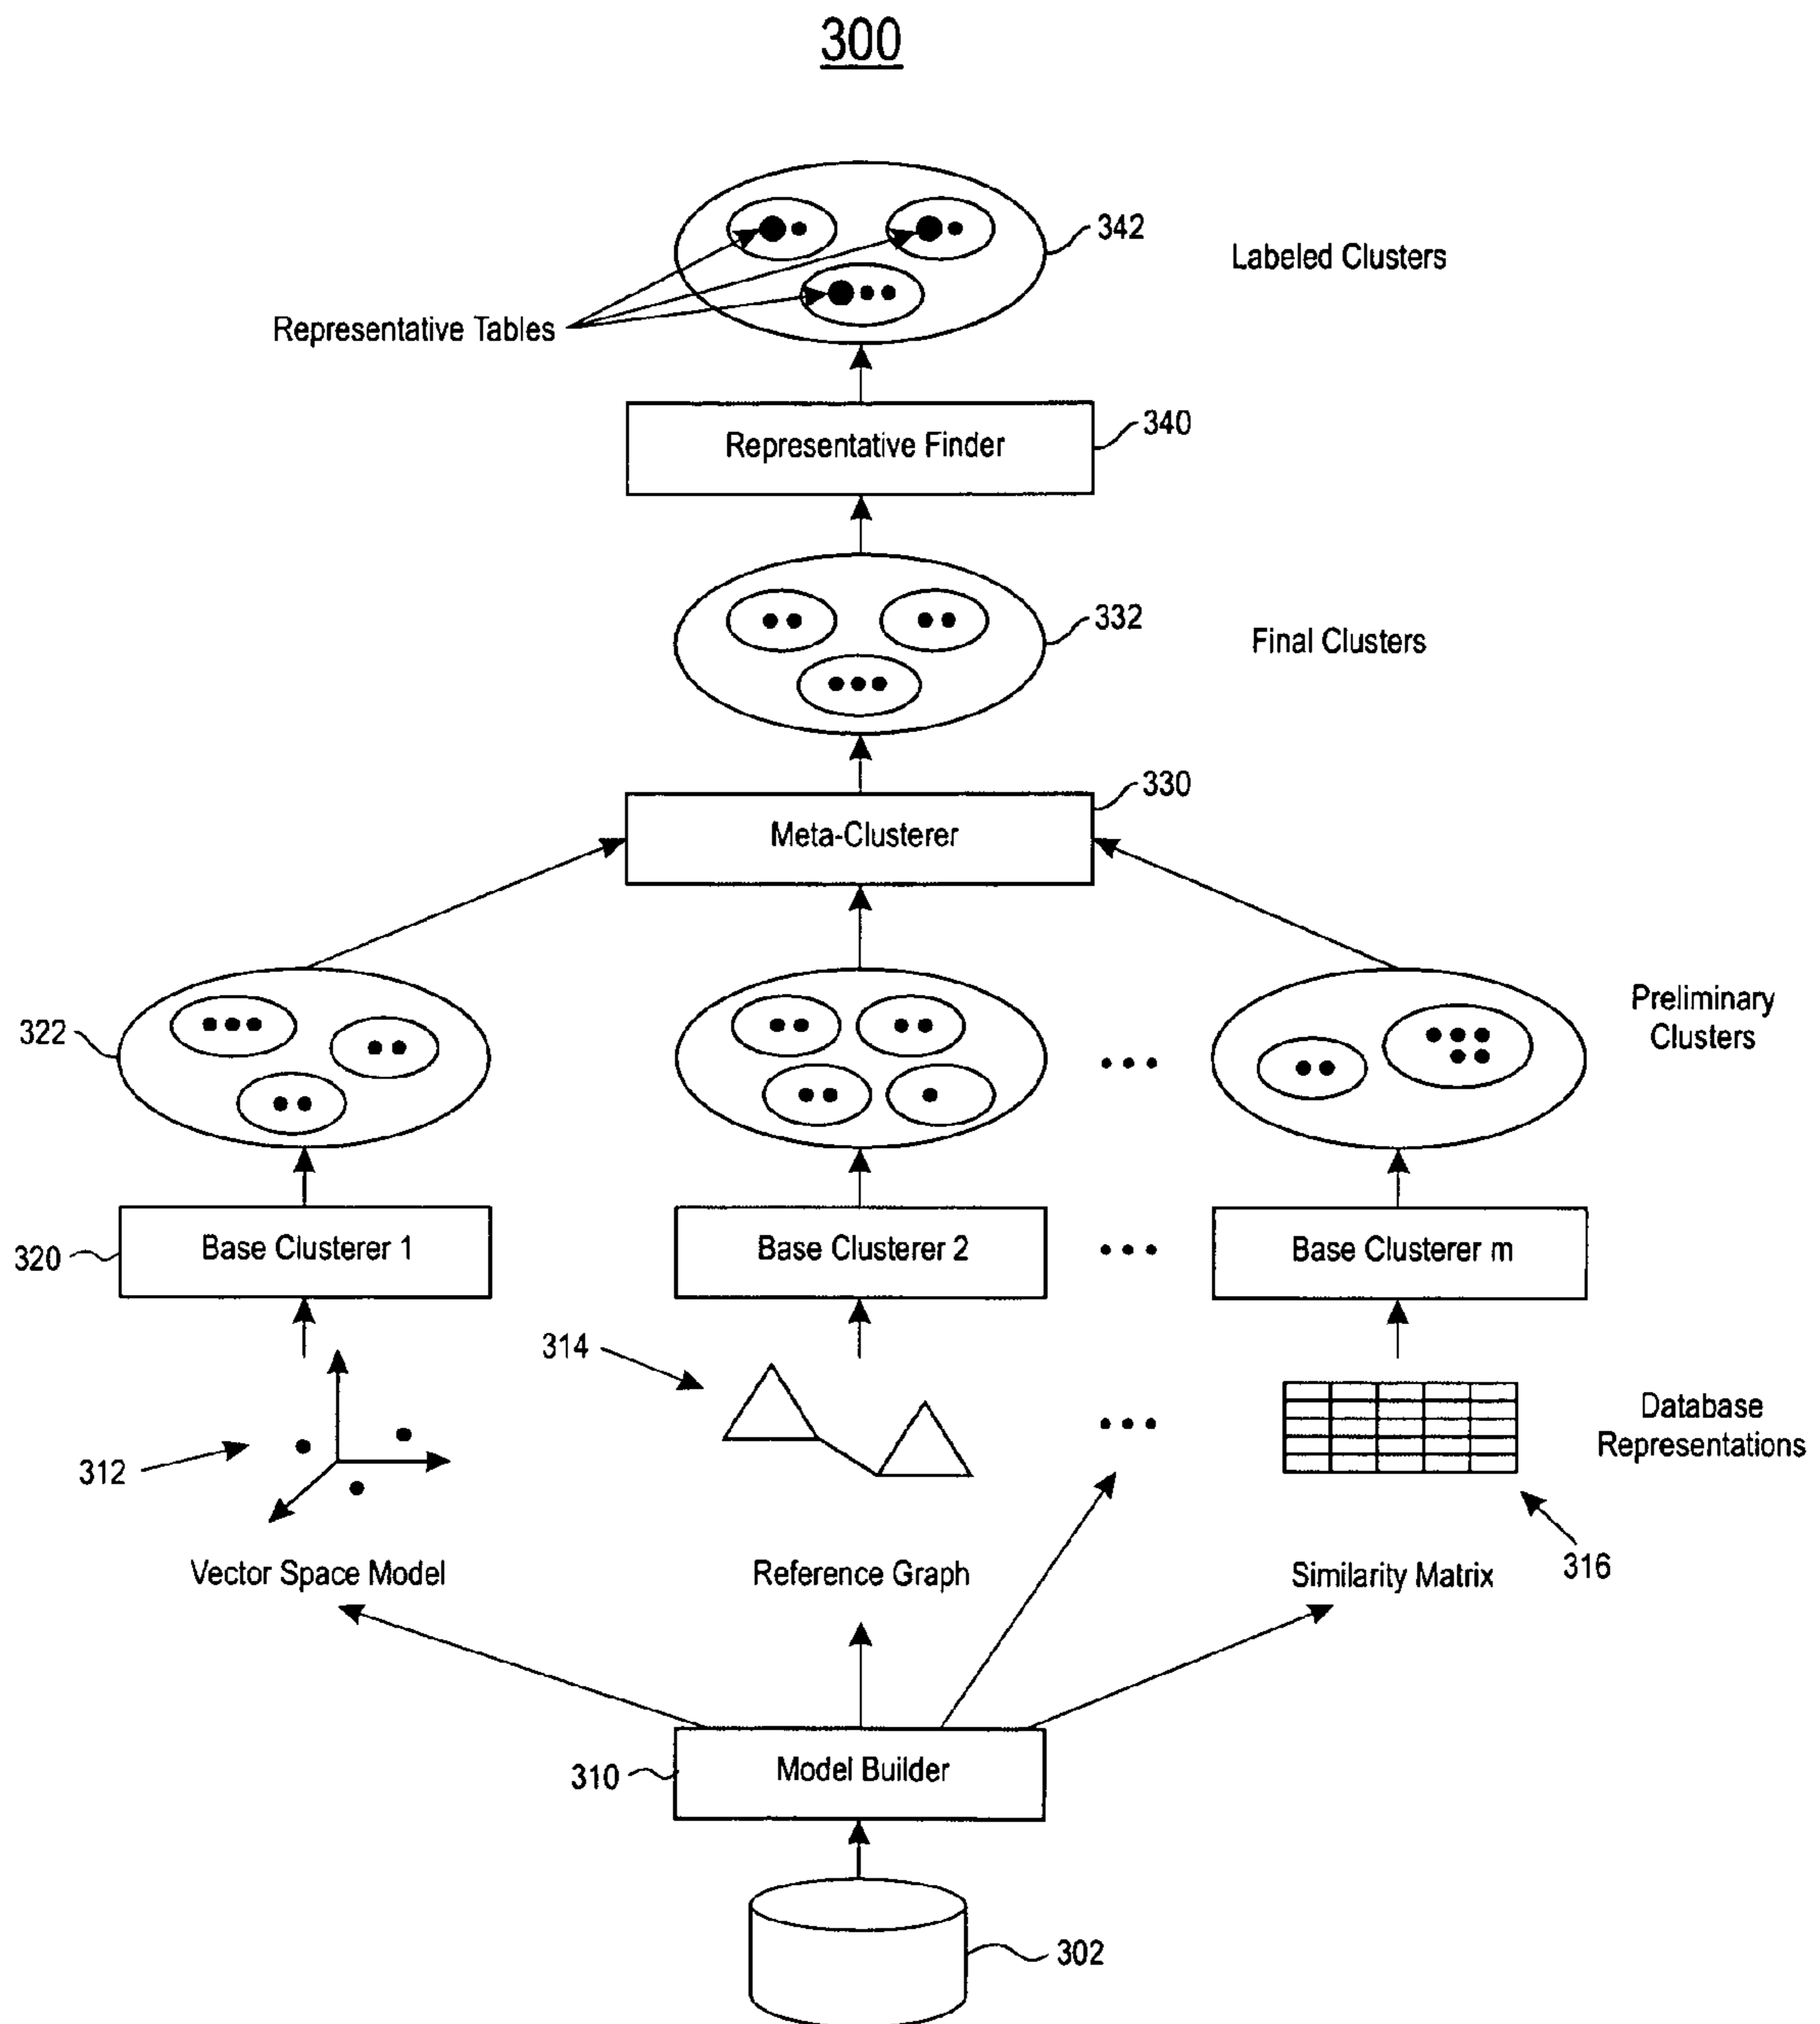 300
342
Labeled Clusters
Representative Tables
340
Representative Finder
332
Final Clusters
330
Meta-Clusterer
322
Preliminary
Clusters
320
Base Clusterer 1
Base Clusterer 2
Base Clusterer m
314
312
Database
Representations
316
Vector Space Model
Reference Graph
Similarity Matrix
310
Model Builder
302